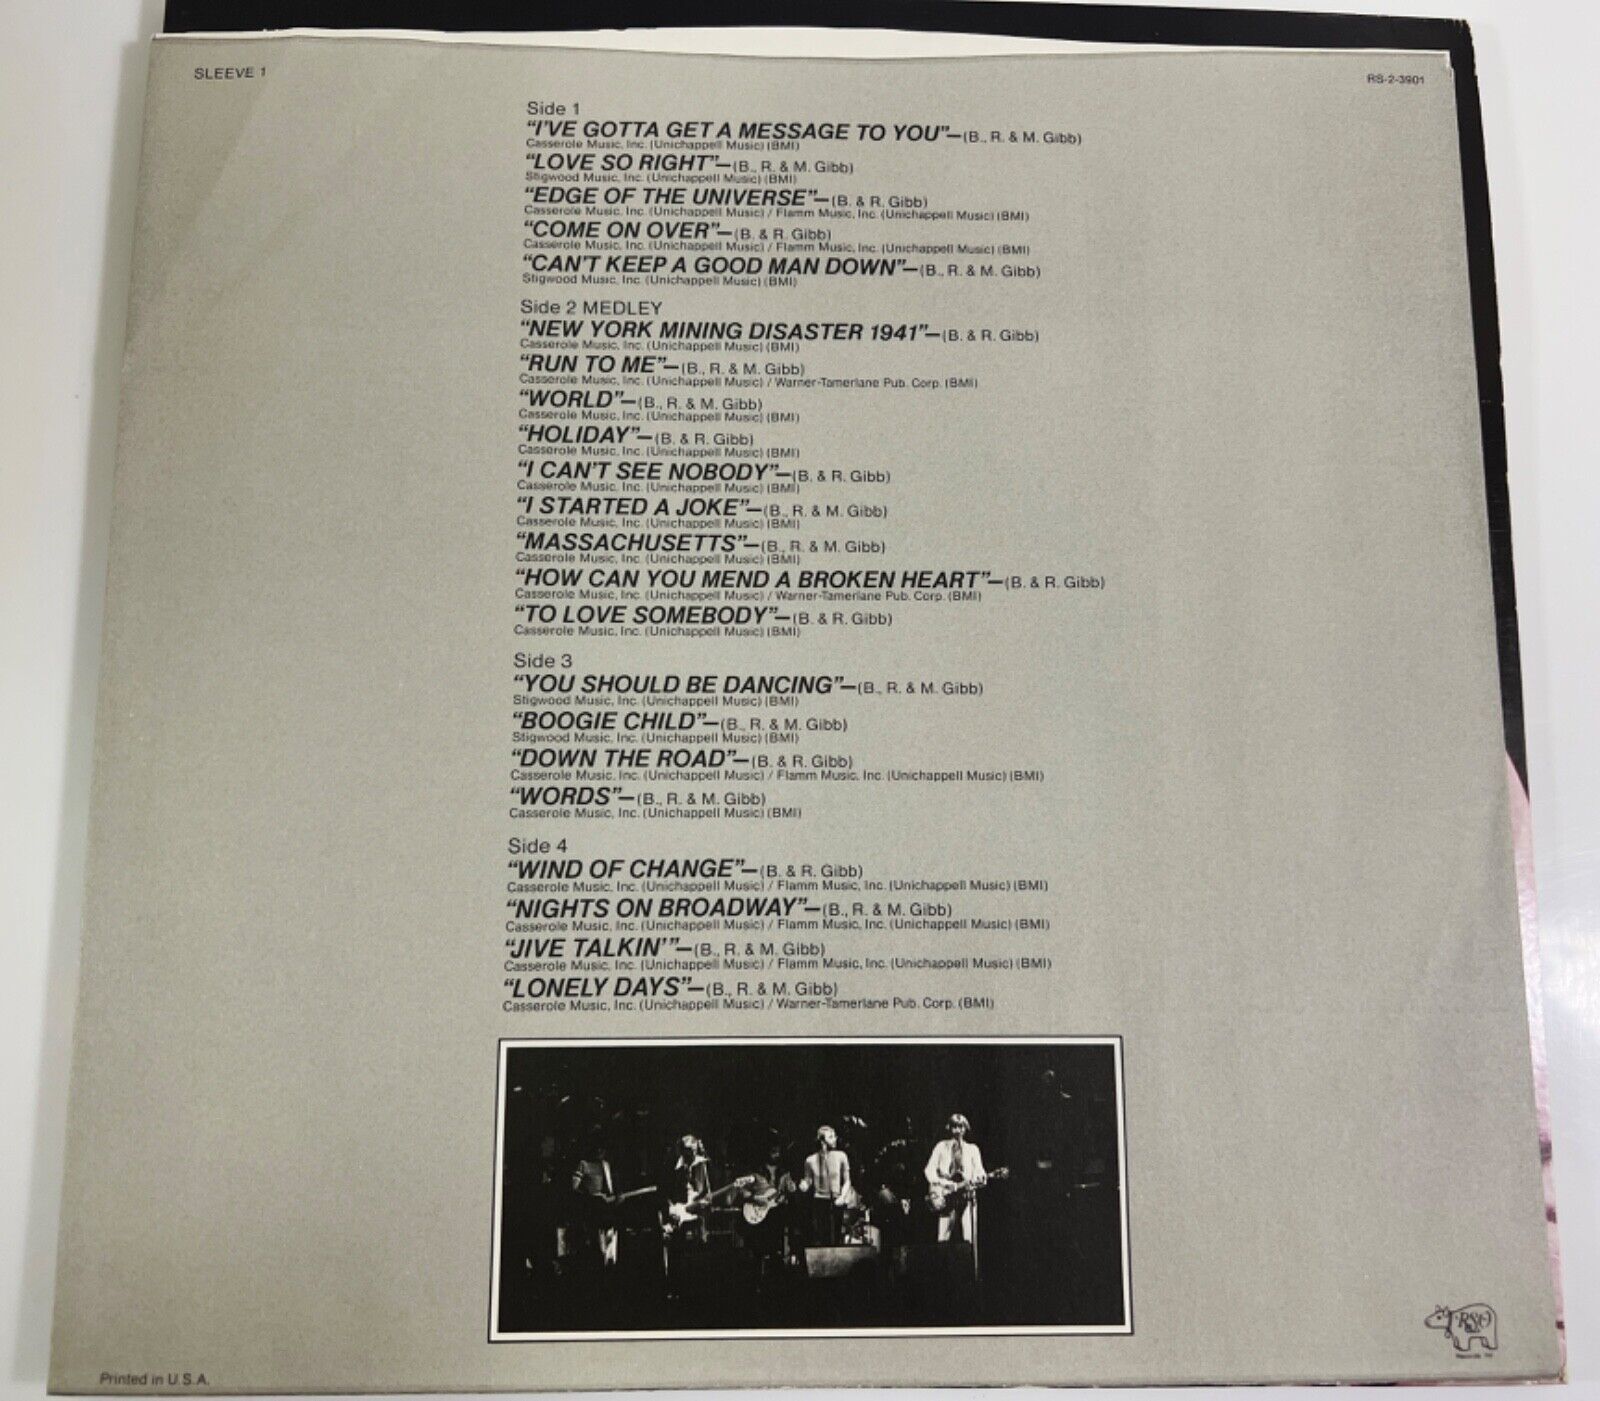 SLEEVE 1
RS-2-3901
Side 1
“I'VE GOTTA GET A MESSAGE TO YOU”—(B., R. & M. Gibb)
Casserole Music, Inc. (Unichappell Music) (BMI)
“LOVE SO RIGHT”—(B., R. & M. Gibb)
Stigwood Music, Inc. (Unichappell Music) (BMI)
“EDGE OF THE UNIVERSE”—(B. & R. Gibb)
Casserole Music, Inc. (Unichappell Music) / Flamm Music, Inc. (Unichappell Music) (BMI)
“COME ON OVER”—(B. & R. Gibb)
Casserole Music, Inc. (Unichappell Music) / Flamm Music, Inc. (Unichappell Music) (BMI)
“CAN'T KEEP A GOOD MAN DOWN”—(B., R. & M. Gibb)
Stigwood Music, Inc. (Unichappell Music) (BMI)
Side 2 MEDLEY
“NEW YORK MINING DISASTER 1941”—(B. & R. Gibb)
Casserole Music, Inc. (Unichappell Music) (BMI)
“RUN TO ME”—(B., R. & M. Gibb)
Casserole Music, Inc. (Unichappell Music) / Warner-Tamerlane Pub. Corp. (BMI)
“WORLD”—(B., R. & M. Gibb)
Casserole Music, Inc. (Unichappell Music) (BMI)
“HOLIDAY”—(B. & R. Gibb)
Casserole Music, Inc. (Unichappell Music) (BMI)
“I CAN'T SEE NOBODY”—(B. & R. Gibb)
Casserole Music, Inc. (Unichappell Music) (BMI)
“I STARTED A JOKE”—(B., R. & M. Gibb)
Casserole Music, Inc. (Unichappell Music) (BMI)
“MASSACHUSETTS”—(B., R. & M. Gibb)
Casserole Music, Inc. (Unichappell Music) (BMI)
“HOW CAN YOU MEND A BROKEN HEART”—(B. & R. Gibb)
Casserole Music, Inc. (Unichappell Music) / Warner-Tamerlane Pub. Corp. (BMI)
“TO LOVE SOMEBODY”—(B. & R. Gibb)
Casserole Music, Inc. (Unichappell Music) (BMI)
Side 3
“YOU SHOULD BE DANCING”—(B., R. & M. Gibb)
Stigwood Music, Inc. (Unichappell Music) (BMI)
“BOOGIE CHILD”—(B., R. & M. Gibb)
Stigwood Music, Inc. (Unichappell Music) (BMI)
“DOWN THE ROAD”—(B. & R. Gibb)
Casserole Music, Inc. (Unichappell Music) / Flamm Music, Inc. (Unichappell Music) (BMI)
“WORDS”—(B., R. & M. Gibb)
Casserole Music, Inc. (Unichappell Music) (BMI)
Side 4
“WIND OF CHANGE”—(B. & R. Gibb)
Casserole Music, Inc. (Unichappell Music) / Flamm Music, Inc. (Unichappell Music) (BMI)
“NIGHTS ON BROADWAY”—(B., R. & M. Gibb)
Casserole Music, Inc. (Unichappell Music) / Flamm Music, Inc. (Unichappell Music) (BMI)
“JIVE TALKIN'”—(B., R. & M. Gibb)
Casserole Music, Inc. (Unichappell Music) / Flamm Music, Inc. (Unichappell Music) (BMI)
“LONELY DAYS”—(B., R. & M. Gibb)
Casserole Music, Inc. (Unichappell Music) / Warner-Tamerlane Pub. Corp. (BMI)
RSO
Printed in U.S.A.